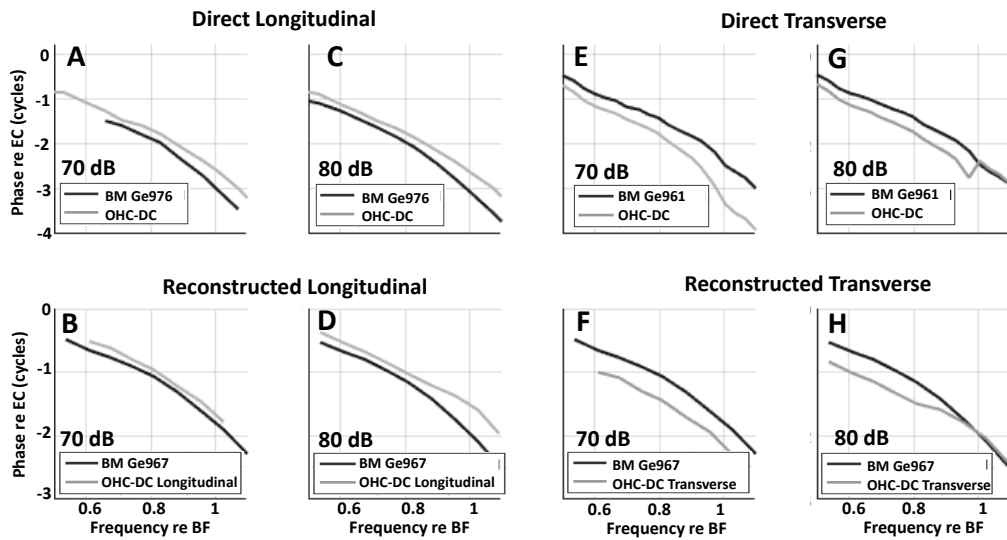 Direct Longitudinal
Direct Transverse
Phase re EC (cycles)
0
-1
-2
-3
-4
A
70 dB
BM Ge976
OHC-DC
C
80 dB
BM Ge976
OHC-DC
E
70 dB
BM Ge961
OHC-DC
G
80 dB
BM Ge961
OHC-DC
Reconstructed Longitudinal
Reconstructed Transverse
Phase re EC (cycles)
0
-1
-2
-3
B
70 dB
BM Ge967
OHC-DC Longitudinal
0.6 0.8 1
Frequency re BF
D
80 dB
BM Ge967
OHC-DC Longitudinal
0.6 0.8 1
Frequency re BF
F
70 dB
BM Ge967
OHC-DC Transverse
0.6 0.8 1
Frequency re BF
H
80 dB
BM Ge967
OHC-DC Transverse
0.6 0.8 1
Frequency re BF